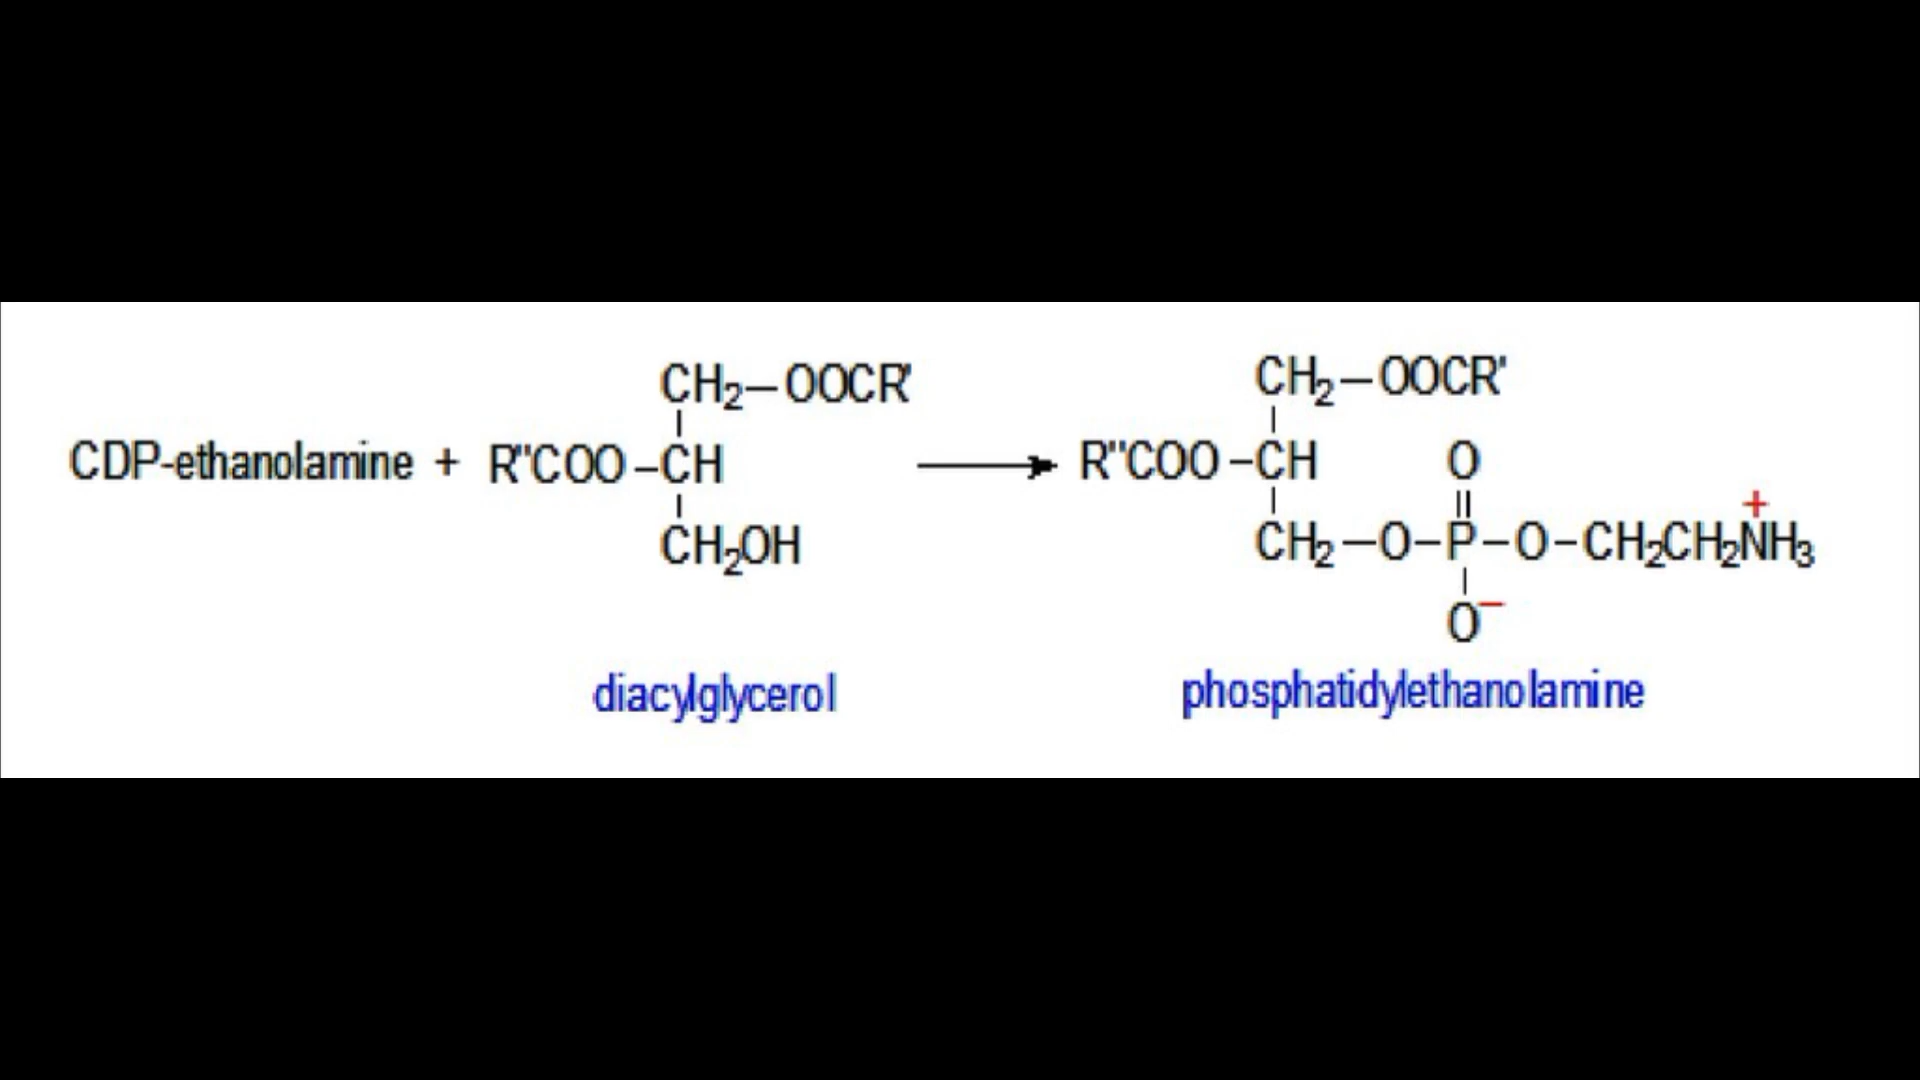 CH₂–OOCR'
CH₂–OOCR'
CDP-ethanolamine + R"COO–CH
R"COO–CH
O
+
CH₂OH
CH₂–O–P–O–CH₂CH₂NH₃
O−
diacylglycerol
phosphatidylethanolamine